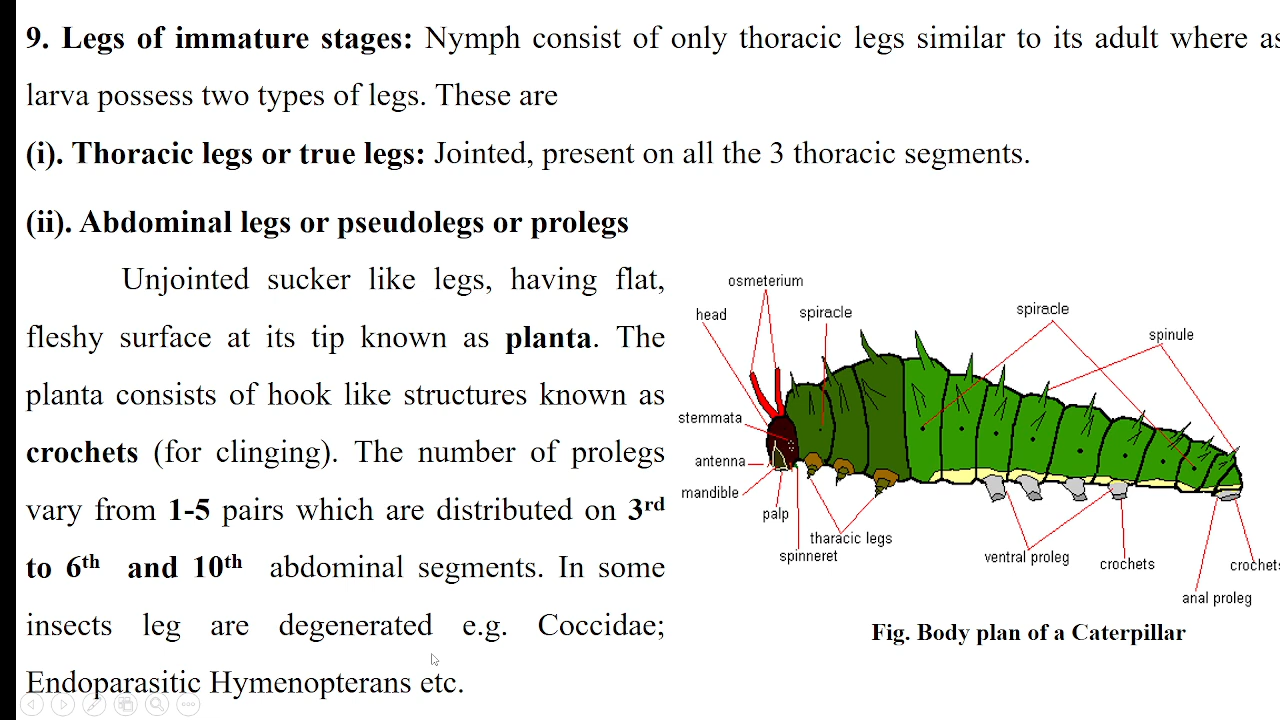 9. Legs of immature stages: Nymph consist of only thoracic legs similar to its adult where as
larva possess two types of legs. These are
(i). Thoracic legs or true legs: Jointed, present on all the 3 thoracic segments.
(ii). Abdominal legs or pseudolegs or prolegs
Unjointed sucker like legs, having flat,
fleshy surface at its tip known as planta. The
planta consists of hook like structures known as
crochets (for clinging). The number of prolegs
vary from 1-5 pairs which are distributed on 3rd
to 6th and 10th abdominal segments. In some
insects leg are degenerated e.g. Coccidae;
Endoparasitic Hymenopterans etc.
osmeterium
head
spiracle
spiracle
spinule
stemmata
antenna
mandible
palp
spinneret
tharacic legs
ventral proleg
crochets
crochets
anal proleg
Fig. Body plan of a Caterpillar